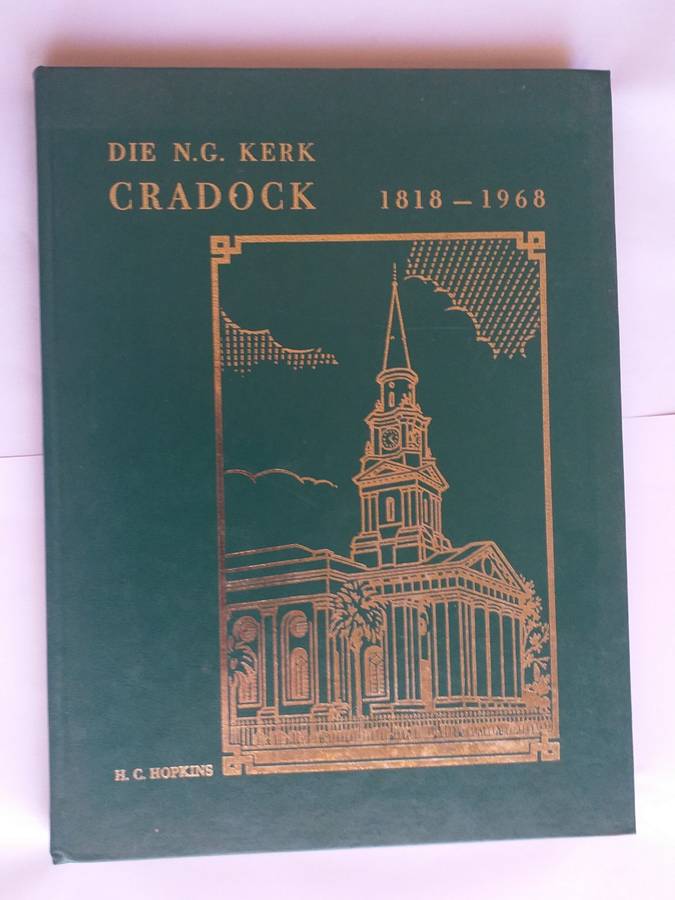 DIE N.G. KERK
CRADOCK 1818 – 1968
H. C. HOPKINS